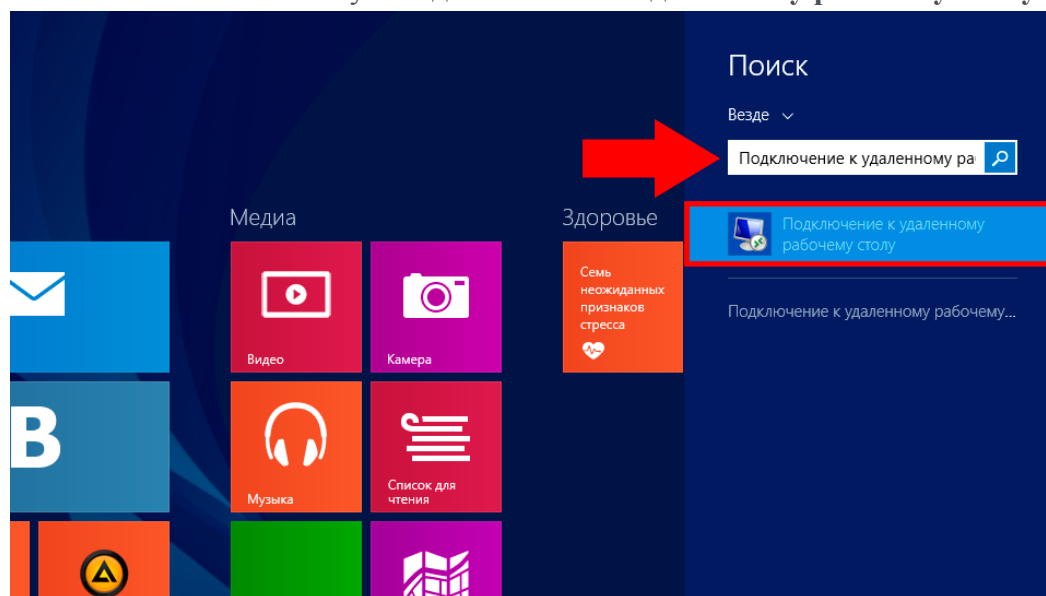 Поиск
Везде
Подключение к удаленному ра
Медиа
Здоровье
Подключение к удаленному
рабочему столу
Семь
неожиданных
признаков
стресса
Подключение к удаленному рабочему...
Видео
Камера
В
Музыка
Список для
чтения